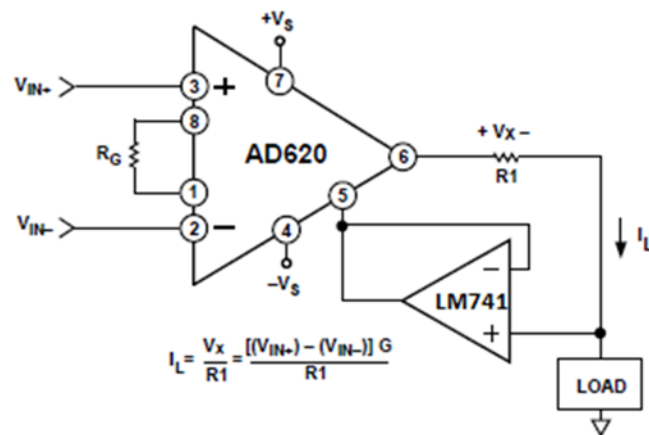 +VS
VIN+
3
+
7
8
RG
AD620
+ VX –
6
R1
1
5
2
–
4
VIN–
–VS
IL
–
LM741
+
IL = VX / R1 = [(VIN+) – (VIN–)] G / R1
LOAD